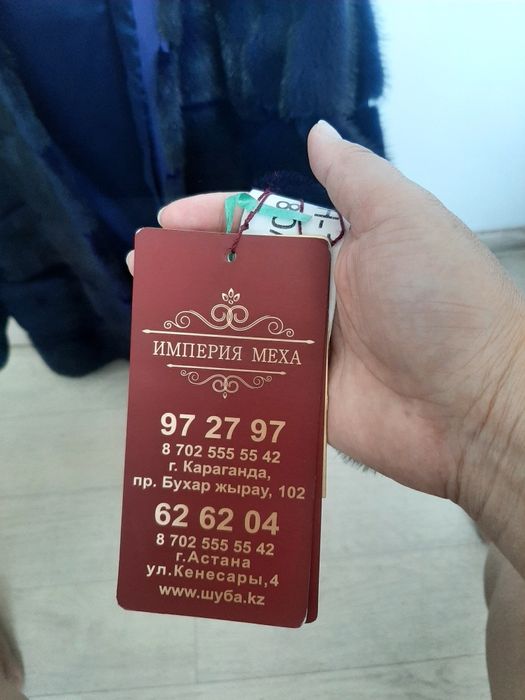 ИМПЕРИЯ МЕХА
97 27 97
8 702 555 55 42
г. Караганда,
пр. Бухар жырау, 102
62 62 04
8 702 555 55 42
г.Астана
ул.Кенесары,4
www.шуба.kz